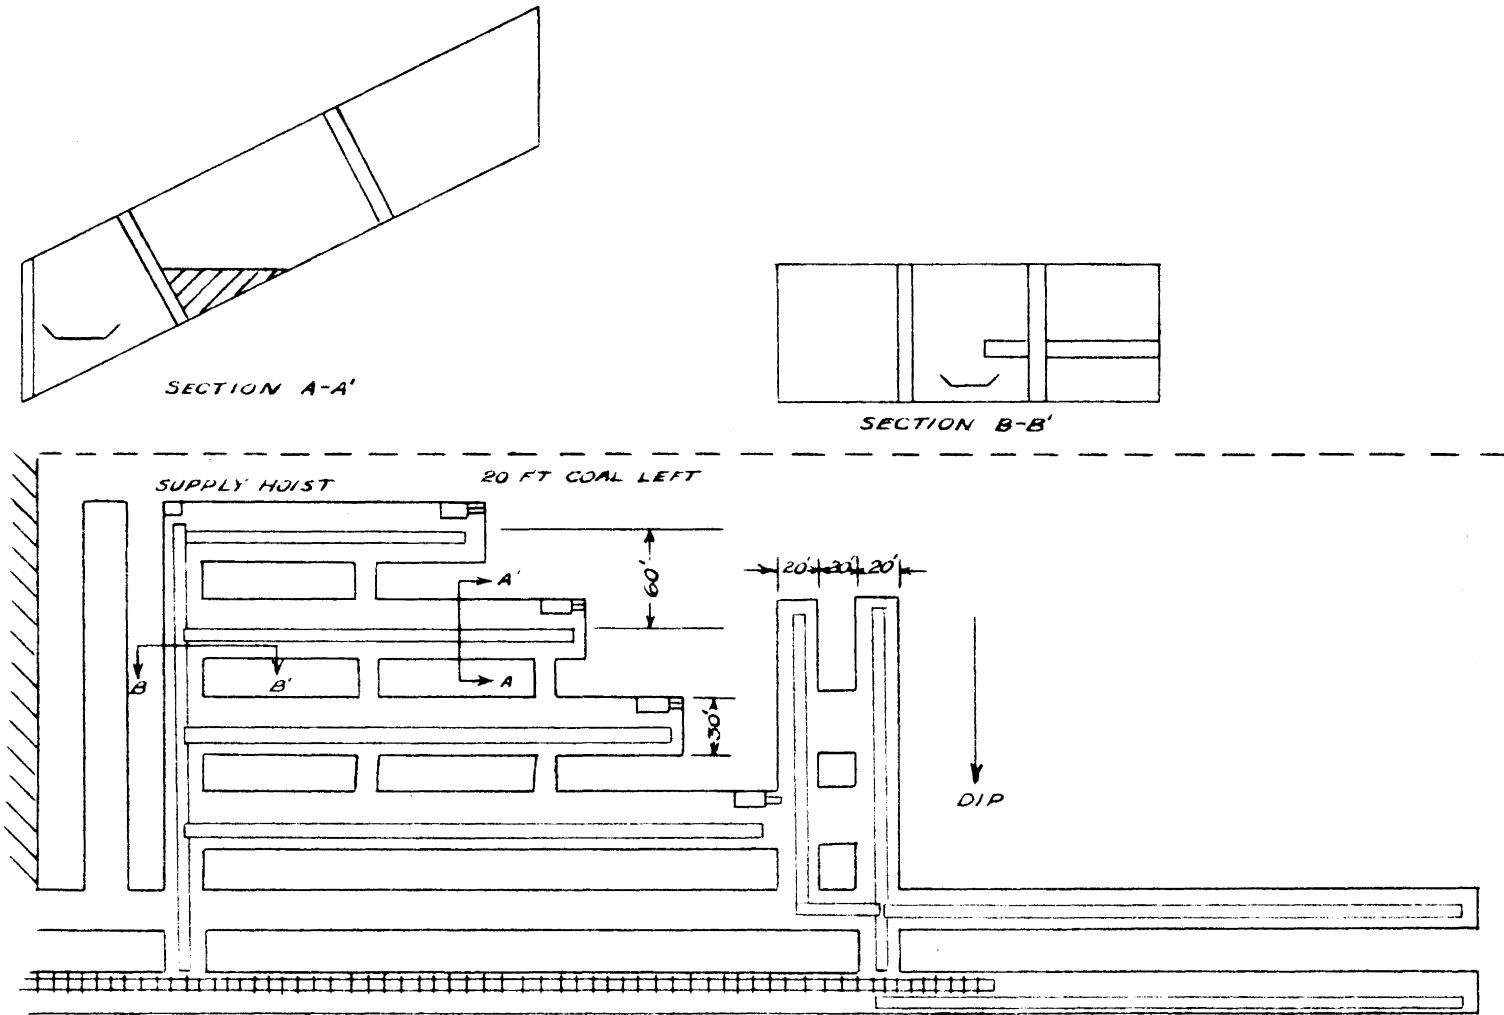 SECTION A-A'
SECTION B-B'
SUPPLY HOIST
20 FT COAL LEFT
A'
60'
20' 20' 20'
B
B'
A
30'
DIP